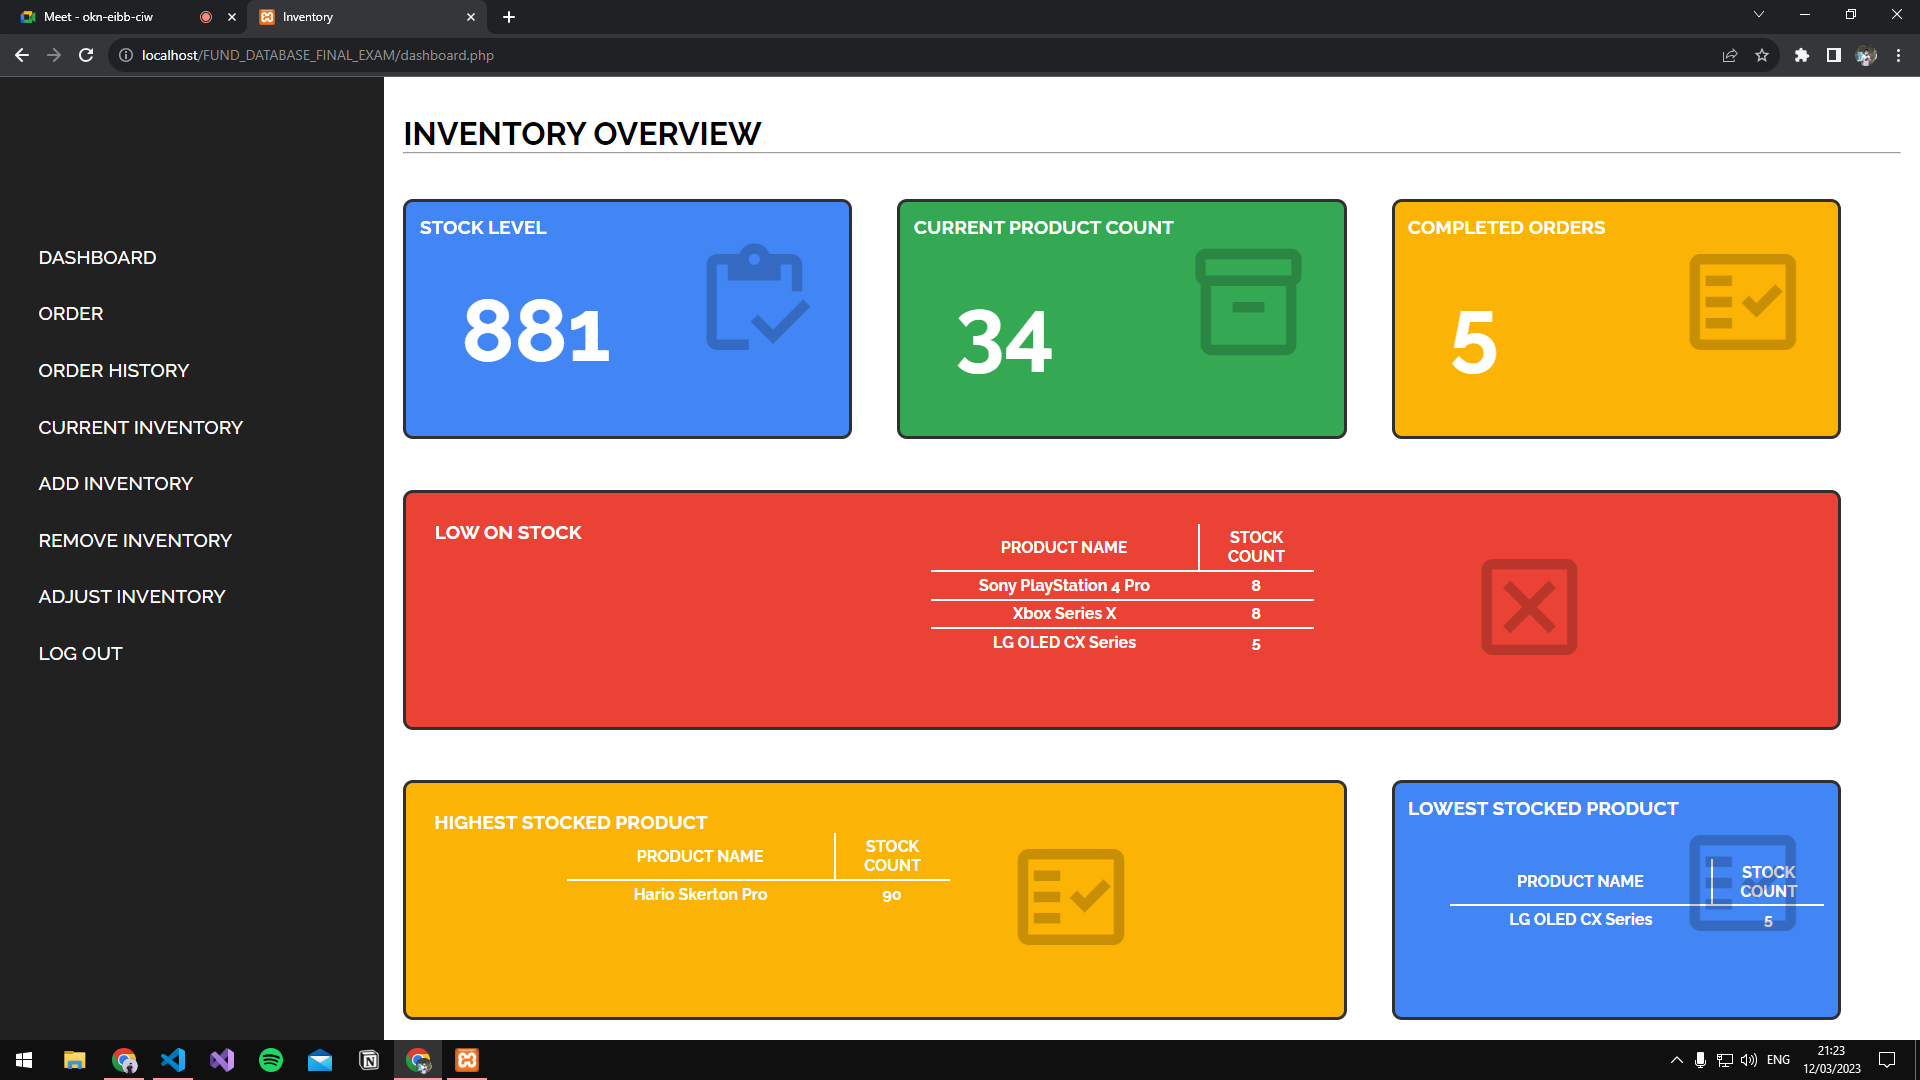 Meet - okn-eibb-ciw
Inventory
localhost/FUND_DATABASE_FINAL_EXAM/dashboard.php
DASHBOARD
ORDER
ORDER HISTORY
CURRENT INVENTORY
ADD INVENTORY
REMOVE INVENTORY
ADJUST INVENTORY
LOG OUT
INVENTORY OVERVIEW
STOCK LEVEL
881
CURRENT PRODUCT COUNT
34
COMPLETED ORDERS
5
LOW ON STOCK
PRODUCT NAME STOCK COUNT
Sony PlayStation 4 Pro 8
Xbox Series X 8
LG OLED CX Series 5
HIGHEST STOCKED PRODUCT
PRODUCT NAME STOCK COUNT
Hario Skerton Pro 90
LOWEST STOCKED PRODUCT
PRODUCT NAME STOCK COUNT
LG OLED CX Series 5
ENG
21:23
12/03/2023